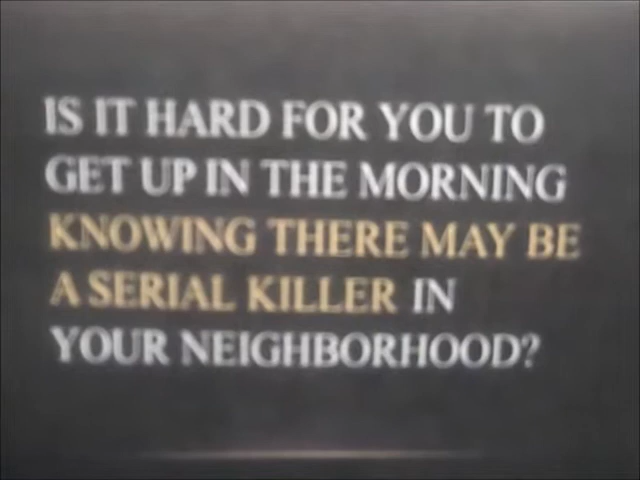 IS IT HARD FOR YOU TO
GET UP IN THE MORNING
KNOWING THERE MAY BE
A SERIAL KILLER IN
YOUR NEIGHBORHOOD?